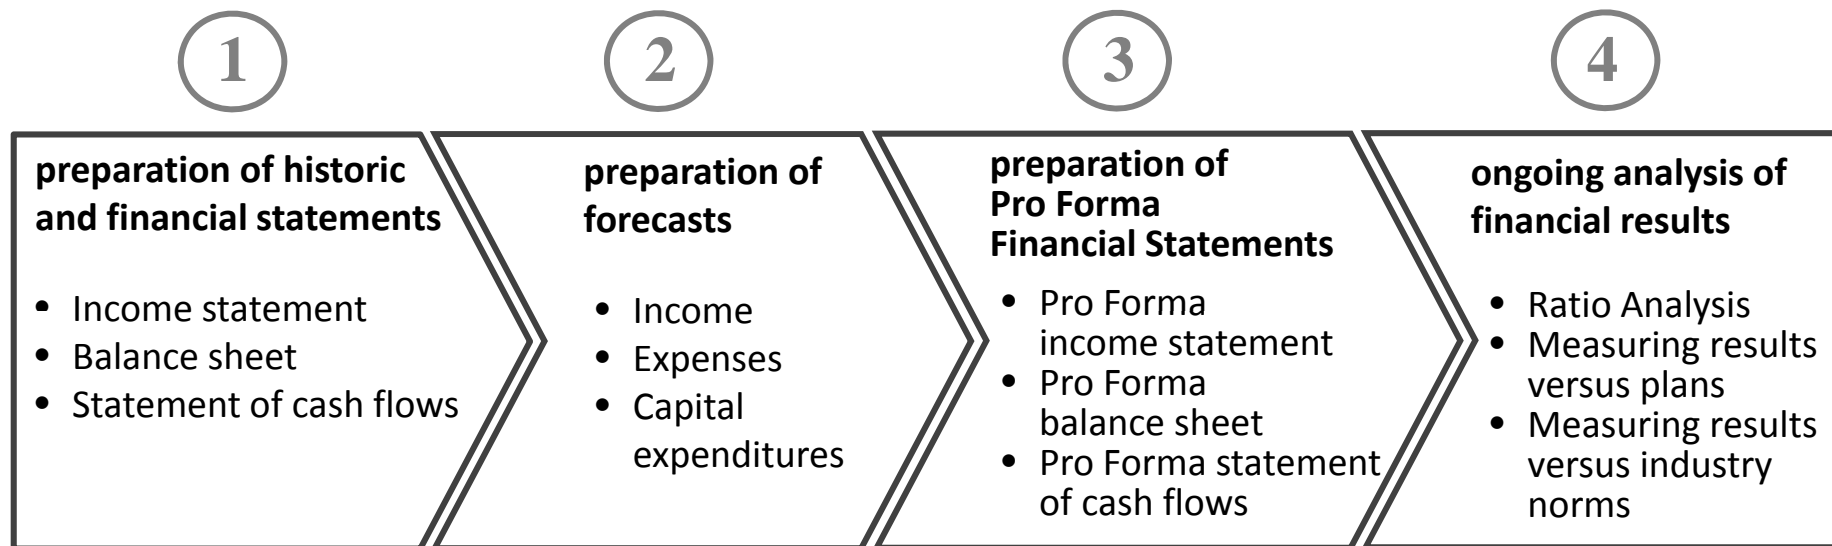 1
preparation of historic
and financial statements
• Income statement
• Balance sheet
• Statement of cash flows
2
preparation of
forecasts
• Income
• Expenses
• Capital
expenditures
3
preparation of
Pro Forma
Financial Statements
• Pro Forma
income statement
• Pro Forma
balance sheet
• Pro Forma statement
of cash flows
4
ongoing analysis of
financial results
• Ratio Analysis
• Measuring results
versus plans
• Measuring results
versus industry
norms